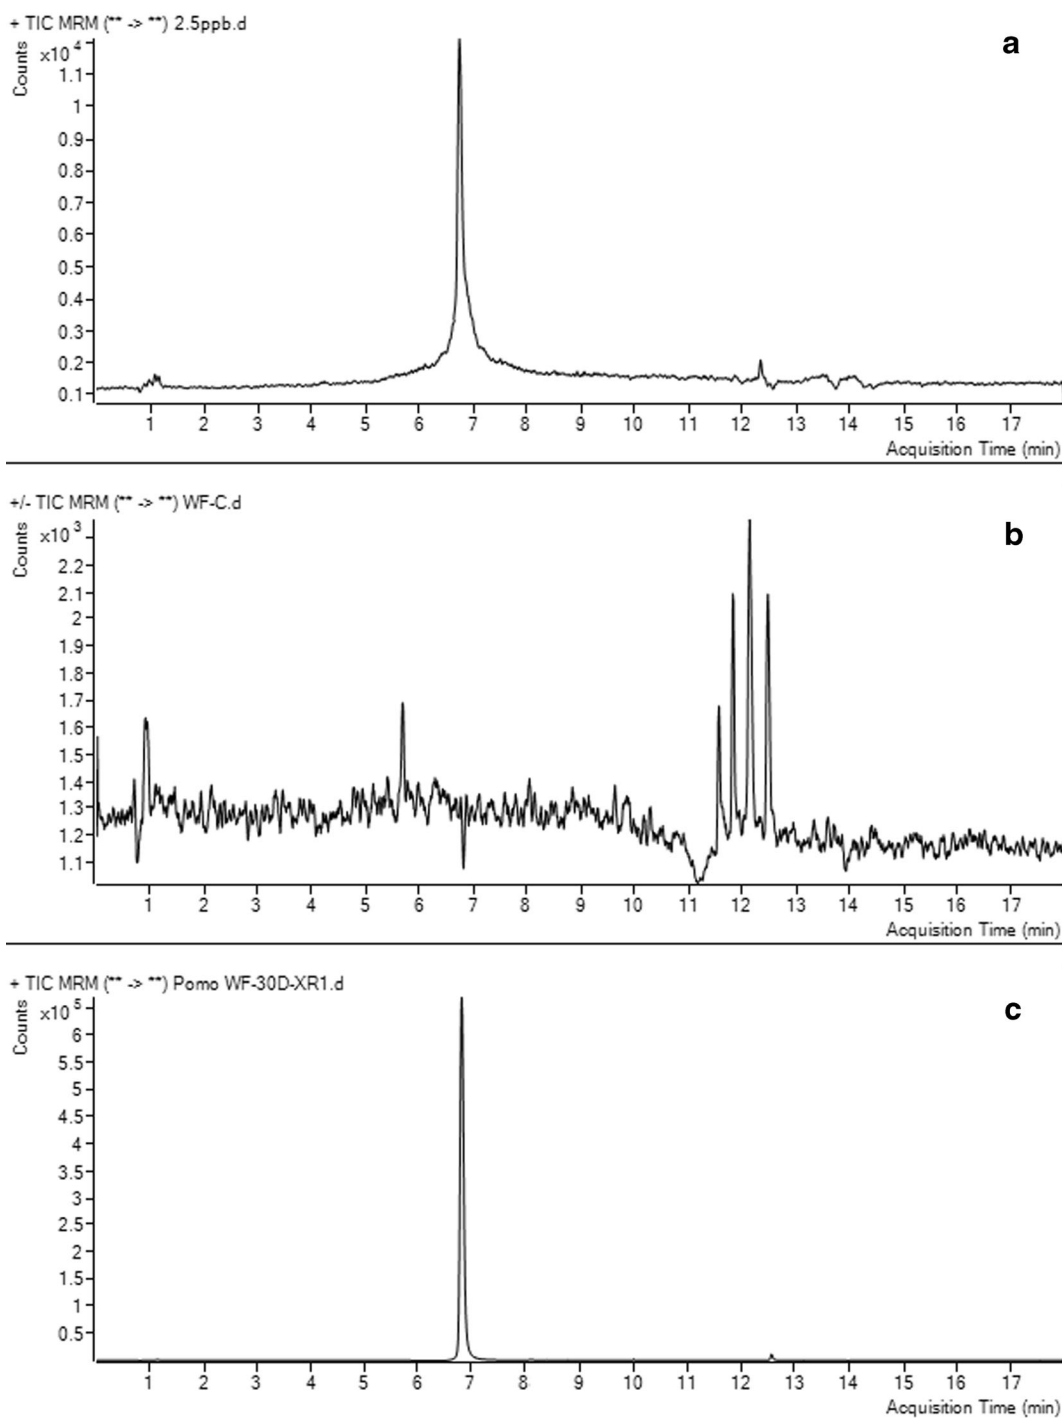 + TIC MRM (** -> **) 2.5ppb.d
a
Counts
x10 4
1.1
1
0.9
0.8
0.7
0.6
0.5
0.4
0.3
0.2
0.1
1 2 3 4 5 6 7 8 9 10 11 12 13 14 15 16 17
Acquisition Time (min)
+/- TIC MRM (** -> **) WF-C.d
b
Counts
x10 3
2.2
2.1
2
1.9
1.8
1.7
1.6
1.5
1.4
1.3
1.2
1.1
1 2 3 4 5 6 7 8 9 10 11 12 13 14 15 16 17
Acquisition Time (min)
+ TIC MRM (** -> **) Pomo WF-30D-XR1.d
c
Counts
x10 5
6
5.5
5
4.5
4
3.5
3
2.5
2
1.5
1
0.5
1 2 3 4 5 6 7 8 9 10 11 12 13 14 15 16 17
Acquisition Time (min)